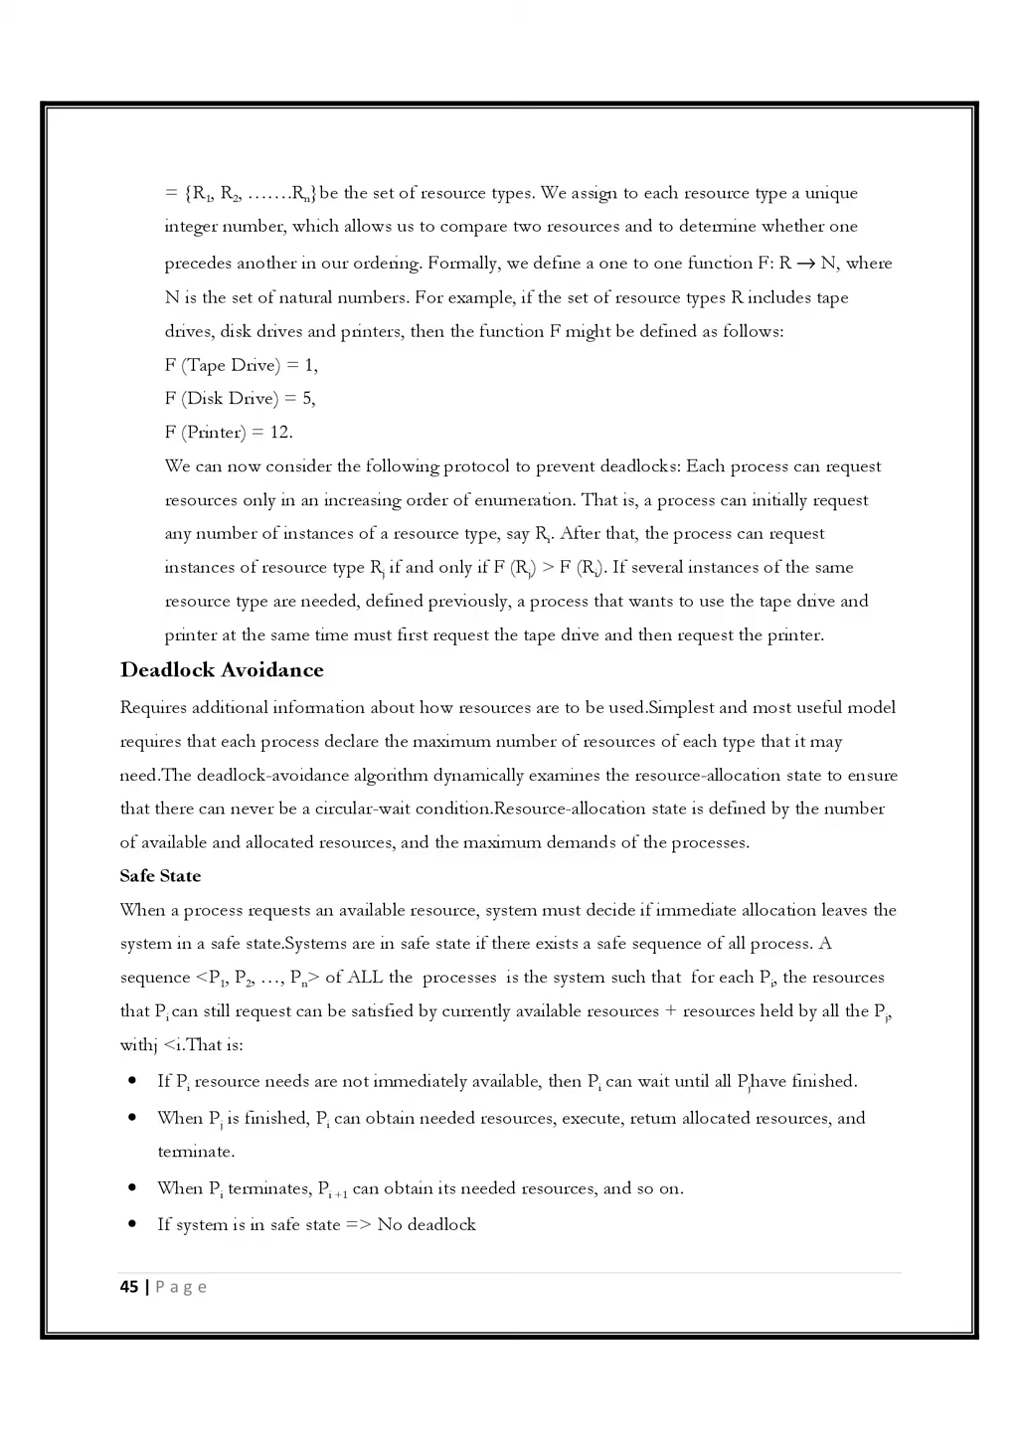 = {R1, R2, …….Rn}be the set of resource types. We assign to each resource type a unique
integer number, which allows us to compare two resources and to determine whether one
precedes another in our ordering. Formally, we define a one to one function F: R → N, where
N is the set of natural numbers. For example, if the set of resource types R includes tape
drives, disk drives and printers, then the function F might be defined as follows:
F (Tape Drive) = 1,
F (Disk Drive) = 5,
F (Printer) = 12.
We can now consider the following protocol to prevent deadlocks: Each process can request
resources only in an increasing order of enumeration. That is, a process can initially request
any number of instances of a resource type, say Ri. After that, the process can request
instances of resource type Rj if and only if F (Rj) > F (Ri). If several instances of the same
resource type are needed, defined previously, a process that wants to use the tape drive and
printer at the same time must first request the tape drive and then request the printer.
Deadlock Avoidance
Requires additional information about how resources are to be used.Simplest and most useful model
requires that each process declare the maximum number of resources of each type that it may
need.The deadlock-avoidance algorithm dynamically examines the resource-allocation state to ensure
that there can never be a circular-wait condition.Resource-allocation state is defined by the number
of available and allocated resources, and the maximum demands of the processes.
Safe State
When a process requests an available resource, system must decide if immediate allocation leaves the
system in a safe state.Systems are in safe state if there exists a safe sequence of all process. A
sequence <P1, P2, …, Pn> of ALL the processes is the system such that for each Pi, the resources
that Pi can still request can be satisfied by currently available resources + resources held by all the Pj,
withj <i.That is:
• If Pi resource needs are not immediately available, then Pi can wait until all Pjhave finished.
• When Pj is finished, Pi can obtain needed resources, execute, return allocated resources, and
terminate.
• When Pi terminates, Pi +1 can obtain its needed resources, and so on.
• If system is in safe state => No deadlock
45 | P a g e